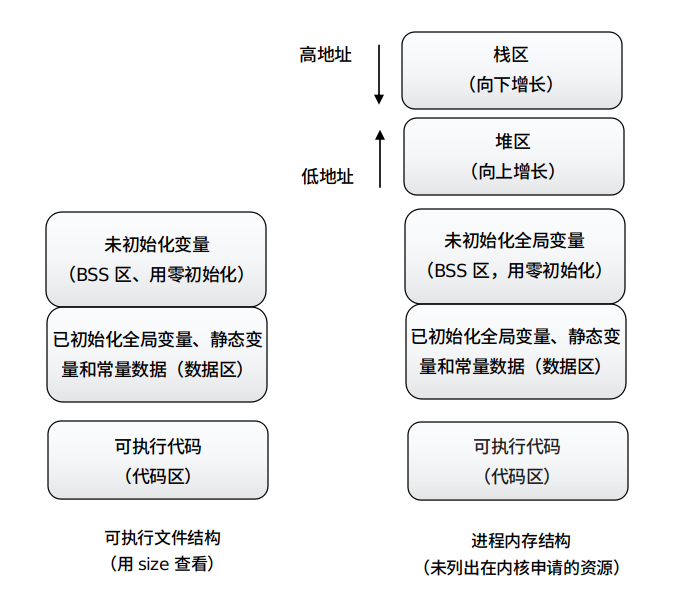 高地址
栈区
（向下增长）
堆区
（向上增长）
低地址
未初始化变量
（BSS 区、用零初始化）
已初始化全局变量、静态变
量和常量数据（数据区）
可执行代码
（代码区）
可执行文件结构
（用 size 查看）
未初始化全局变量
（BSS 区，用零初始化）
已初始化全局变量、静态变
量和常量数据（数据区）
可执行代码
（代码区）
进程内存结构
（未列出在内核申请的资源）